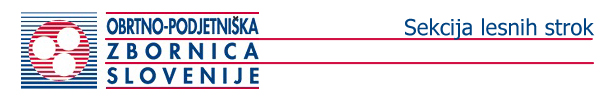 OBRTNO-PODJETNIŠKA
ZBORNICA
SLOVENIJE
Sekcija lesnih strok